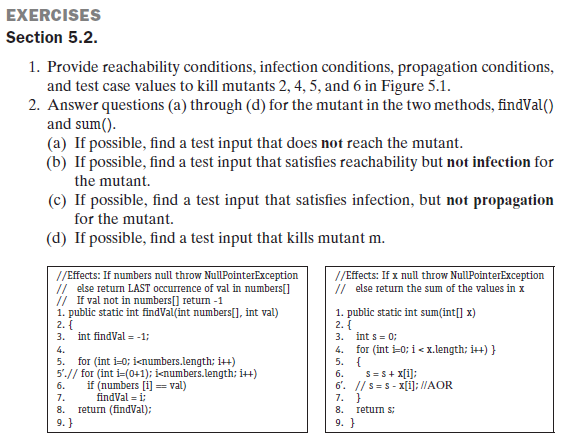 EXERCISES
Section 5.2.
1. Provide reachability conditions, infection conditions, propagation conditions,
and test case values to kill mutants 2, 4, 5, and 6 in Figure 5.1.
2. Answer questions (a) through (d) for the mutant in the two methods, findVal()
and sum().
(a) If possible, find a test input that does not reach the mutant.
(b) If possible, find a test input that satisfies reachability but not infection for
the mutant.
(c) If possible, find a test input that satisfies infection, but not propagation
for the mutant.
(d) If possible, find a test input that kills mutant m.
//Effects: If numbers null throw NullPointerException
// else return LAST occurrence of val in numbers[]
// If val not in numbers[] return -1
1. public static int findVal(int numbers[], int val)
2. {
3. int findVal = -1;
4.
5. for (int i=0; i<numbers.length; i++)
5'.// for (int i=(0+1); i<numbers.length; i++)
6. if (numbers [i] == val)
7. findVal = i;
8. return (findVal);
9. }
//Effects: If x null throw NullPointerException
// else return the sum of the values in x
1. public static int sum(int[] x)
2. {
3. int s = 0;
4. for (int i=0; i < x.length; i++) }
5. {
6. s = s + x[i];
6'. // s = s - x[i]; //AOR
7. }
8. return s;
9. }